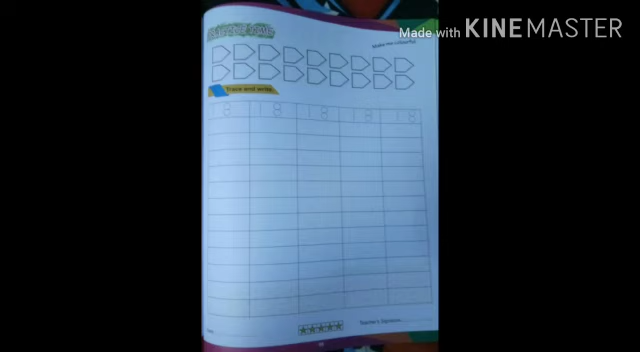 Made with KINEMASTER
Make me colourful
Trace and write
18 18 18 18 18
Teacher's Signature